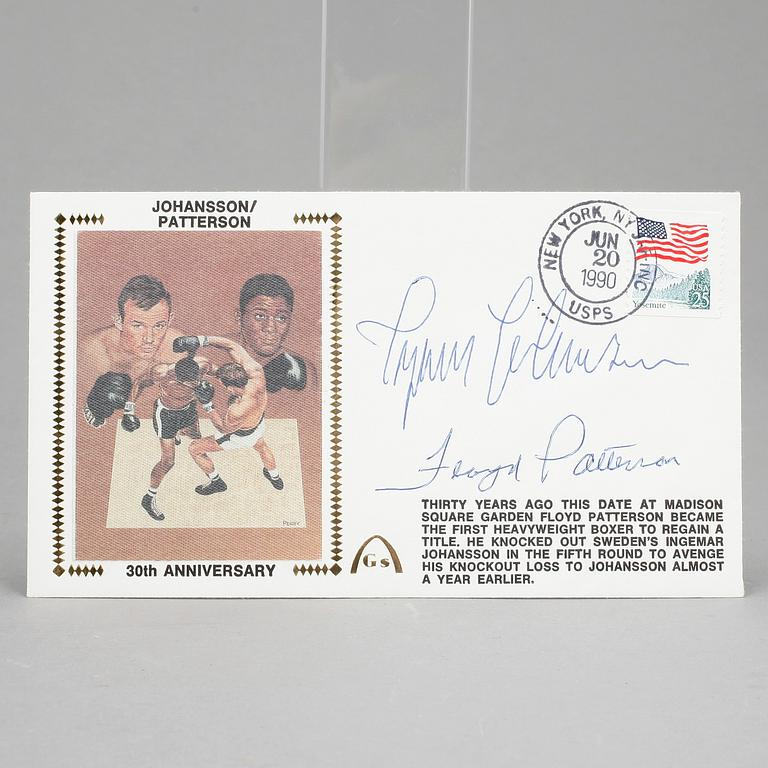 JOHANSSON/
PATTERSON
NEW YORK, NY
JUN
20
1990
USPS
USA
25
Yosemite
Floyd Patterson
PERRY
Gs
30th ANNIVERSARY
THIRTY YEARS AGO THIS DATE AT MADISON
SQUARE GARDEN FLOYD PATTERSON BECAME
THE FIRST HEAVYWEIGHT BOXER TO REGAIN A
TITLE. HE KNOCKED OUT SWEDEN'S INGEMAR
JOHANSSON IN THE FIFTH ROUND TO AVENGE
HIS KNOCKOUT LOSS TO JOHANSSON ALMOST
A YEAR EARLIER.